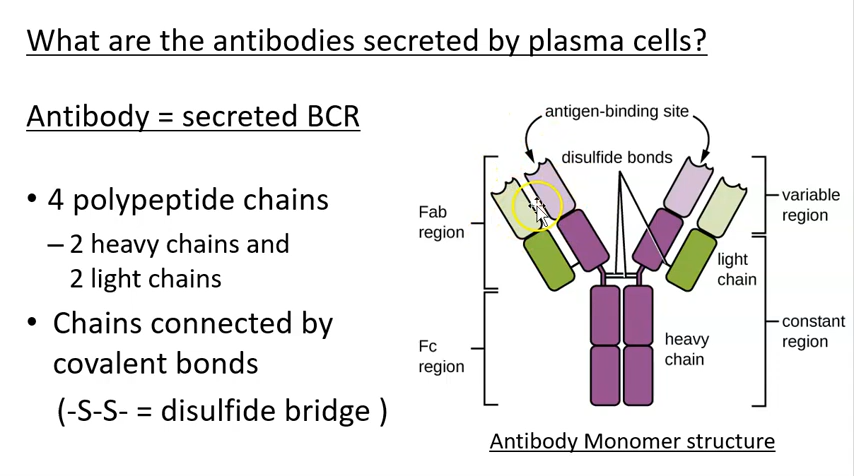 What are the antibodies secreted by plasma cells?
Antibody = secreted BCR
• 4 polypeptide chains
– 2 heavy chains and
2 light chains
• Chains connected by
covalent bonds
(-S-S- = disulfide bridge )
antigen-binding site
disulfide bonds
Fab
region
variable
region
light
chain
Fc
region
heavy
chain
constant
region
Antibody Monomer structure